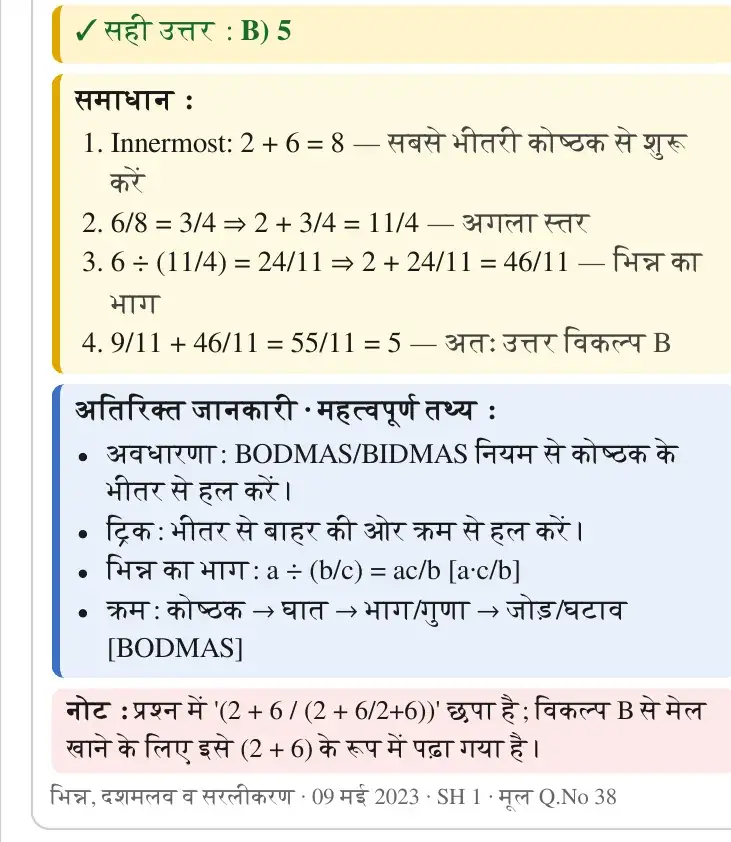 ✓ सही उत्तर : B) 5
समाधान :
1. Innermost: 2 + 6 = 8 — सबसे भीतरी कोष्ठक से शुरू
करें
2. 6/8 = 3/4 ⇒ 2 + 3/4 = 11/4 — अगला स्तर
3. 6 ÷ (11/4) = 24/11 ⇒ 2 + 24/11 = 46/11 — भिन्न का
भाग
4. 9/11 + 46/11 = 55/11 = 5 — अतः उत्तर विकल्प B
अतिरिक्त जानकारी · महत्वपूर्ण तथ्य :
• अवधारणा : BODMAS/BIDMAS नियम से कोष्ठक के
भीतर से हल करें।
• ट्रिक : भीतर से बाहर की ओर क्रम से हल करें।
• भिन्न का भाग : a ÷ (b/c) = ac/b [a·c/b]
• क्रम : कोष्ठक → घात → भाग/गुणा → जोड़/घटाव
[BODMAS]
नोट : प्रश्न में '(2 + 6 / (2 + 6/2+6))' छपा है ; विकल्प B से मेल
खाने के लिए इसे (2 + 6) के रूप में पढ़ा गया है।
भिन्न, दशमलव व सरलीकरण · 09 मई 2023 · SH 1 · मूल Q.No 38